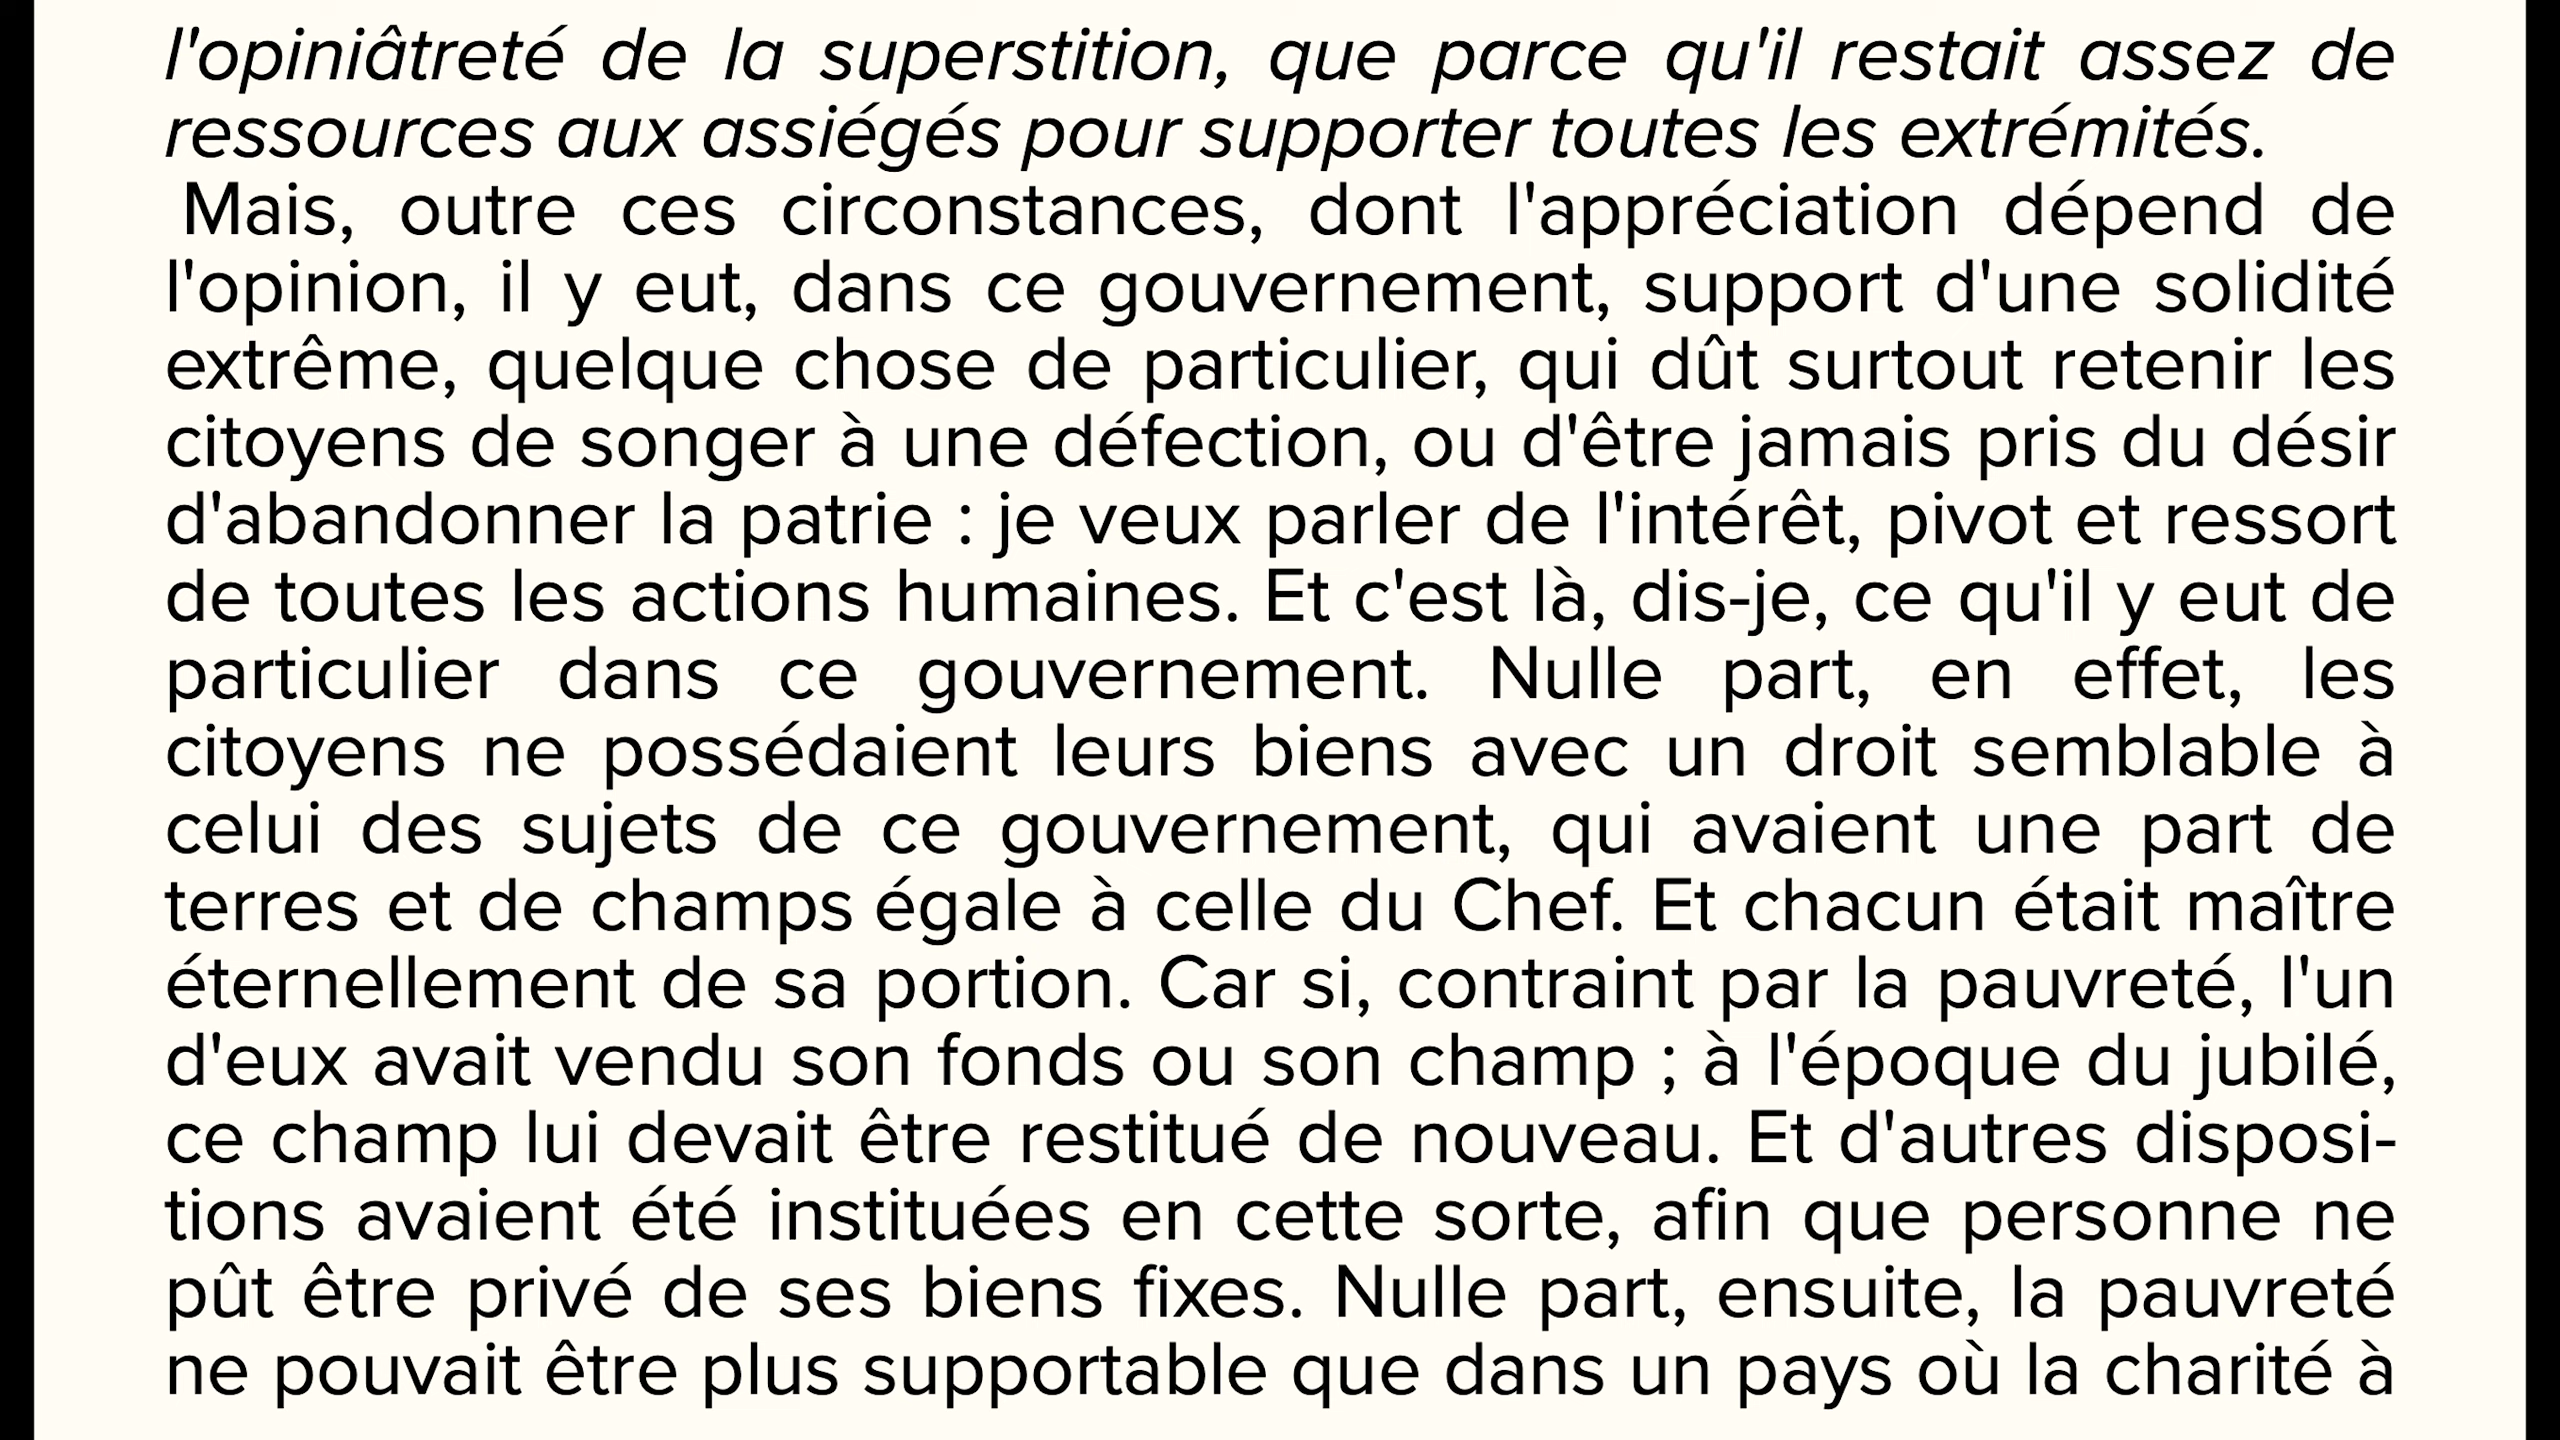 l'opiniâtreté de la superstition, que parce qu'il restait assez de
ressources aux assiégés pour supporter toutes les extrémités.
Mais, outre ces circonstances, dont l'appréciation dépend de
l'opinion, il y eut, dans ce gouvernement, support d'une solidité
extrême, quelque chose de particulier, qui dût surtout retenir les
citoyens de songer à une défection, ou d'être jamais pris du désir
d'abandonner la patrie : je veux parler de l'intérêt, pivot et ressort
de toutes les actions humaines. Et c'est là, dis-je, ce qu'il y eut de
particulier dans ce gouvernement. Nulle part, en effet, les
citoyens ne possédaient leurs biens avec un droit semblable à
celui des sujets de ce gouvernement, qui avaient une part de
terres et de champs égale à celle du Chef. Et chacun était maître
éternellement de sa portion. Car si, contraint par la pauvreté, l'un
d'eux avait vendu son fonds ou son champ ; à l'époque du jubilé,
ce champ lui devait être restitué de nouveau. Et d'autres disposi-
tions avaient été instituées en cette sorte, afin que personne ne
pût être privé de ses biens fixes. Nulle part, ensuite, la pauvreté
ne pouvait être plus supportable que dans un pays où la charité à